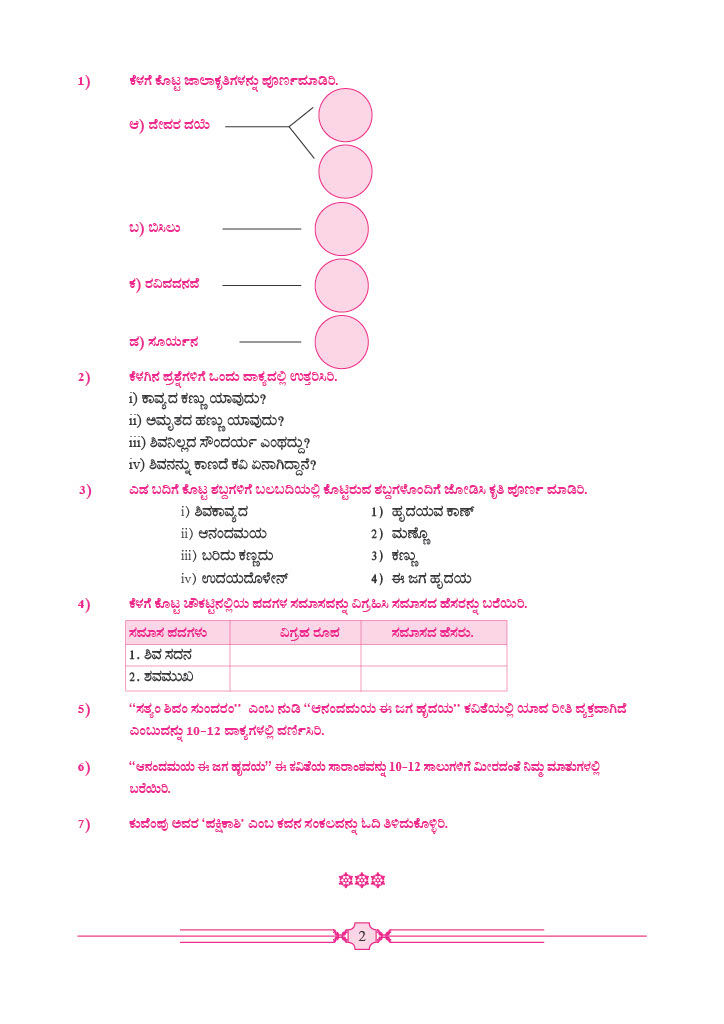 1) ಕೆಳಗೆ ಕೊಟ್ಟ ಜಾಲಾಕೃತಿಗಳನ್ನು ಪೂರ್ಣಮಾಡಿರಿ.
ಆ) ದೇವರ ದಯೆ
ಬ) ಬಿಸಿಲು
ಕ) ರವಿವದನವೆ
ಡ) ಸೂರ್ಯನ
2) ಕೆಳಗಿನ ಪ್ರಶ್ನೆಗಳಿಗೆ ಒಂದು ವಾಕ್ಯದಲ್ಲಿ ಉತ್ತರಿಸಿರಿ.
i) ಕಾವ್ಯದ ಕಣ್ಣು ಯಾವುದು?
ii) ಅಮೃತದ ಹಣ್ಣು ಯಾವುದು?
iii) ಶಿವನಿಲ್ಲದ ಸೌಂದರ್ಯ ಎಂಥದ್ದು?
iv) ಶಿವನನ್ನು ಕಾಣದೆ ಕವಿ ಏನಾಗಿದ್ದಾನೆ?
3) ಎಡ ಬದಿಗೆ ಕೊಟ್ಟ ಶಬ್ದಗಳಿಗೆ ಬಲಬದಿಯಲ್ಲಿ ಕೊಟ್ಟಿರುವ ಶಬ್ದಗಳೊಂದಿಗೆ ಜೋಡಿಸಿ ಕೃತಿ ಪೂರ್ಣ ಮಾಡಿರಿ.
i) ಶಿವಕಾವ್ಯದ 1) ಹೃದಯವ ಕಾಣ್
ii) ಆನಂದಮಯ 2) ಮಣ್ಣೊ
iii) ಬರಿದು ಕಣ್ಣದು 3) ಕಣ್ಣು
iv) ಉದಯದೊಳೇನ್ 4) ಈ ಜಗ ಹೃದಯ
4) ಕೆಳಗೆ ಕೊಟ್ಟ ಚೌಕಟ್ಟಿನಲ್ಲಿಯ ಪದಗಳ ಸಮಾಸವನ್ನು ವಿಗ್ರಹಿಸಿ ಸಮಾಸದ ಹೆಸರನ್ನು ಬರೆಯಿರಿ.
ಸಮಾಸ ಪದಗಳು ವಿಗ್ರಹ ರೂಪ ಸಮಾಸದ ಹೆಸರು.
1. ಶಿವ ಸದನ
2. ಶವಮುಖ
5) “ಸತ್ಯಂ ಶಿವಂ ಸುಂದರಂ” ಎಂಬ ನುಡಿ “ಆನಂದಮಯ ಈ ಜಗ ಹೃದಯ” ಕವಿತೆಯಲ್ಲಿ ಯಾವ ರೀತಿ ವ್ಯಕ್ತವಾಗಿದೆ
ಎಂಬುದನ್ನು 10-12 ವಾಕ್ಯಗಳಲ್ಲಿ ವರ್ಣಿಸಿರಿ.
6) “ಆನಂದಮಯ ಈ ಜಗ ಹೃದಯ” ಈ ಕವಿತೆಯ ಸಾರಾಂಶವನ್ನು 10-12 ಸಾಲುಗಳಿಗೆ ಮೀರದಂತೆ ನಿಮ್ಮ ಮಾತುಗಳಲ್ಲಿ
ಬರೆಯಿರಿ.
7) ಕುವೆಂಪು ಅವರ ‘ಪಕ್ಷಿಕಾಶಿ’ ಎಂಬ ಕವನ ಸಂಕಲವನ್ನು ಓದಿ ತಿಳಿದುಕೊಳ್ಳಿರಿ.
2